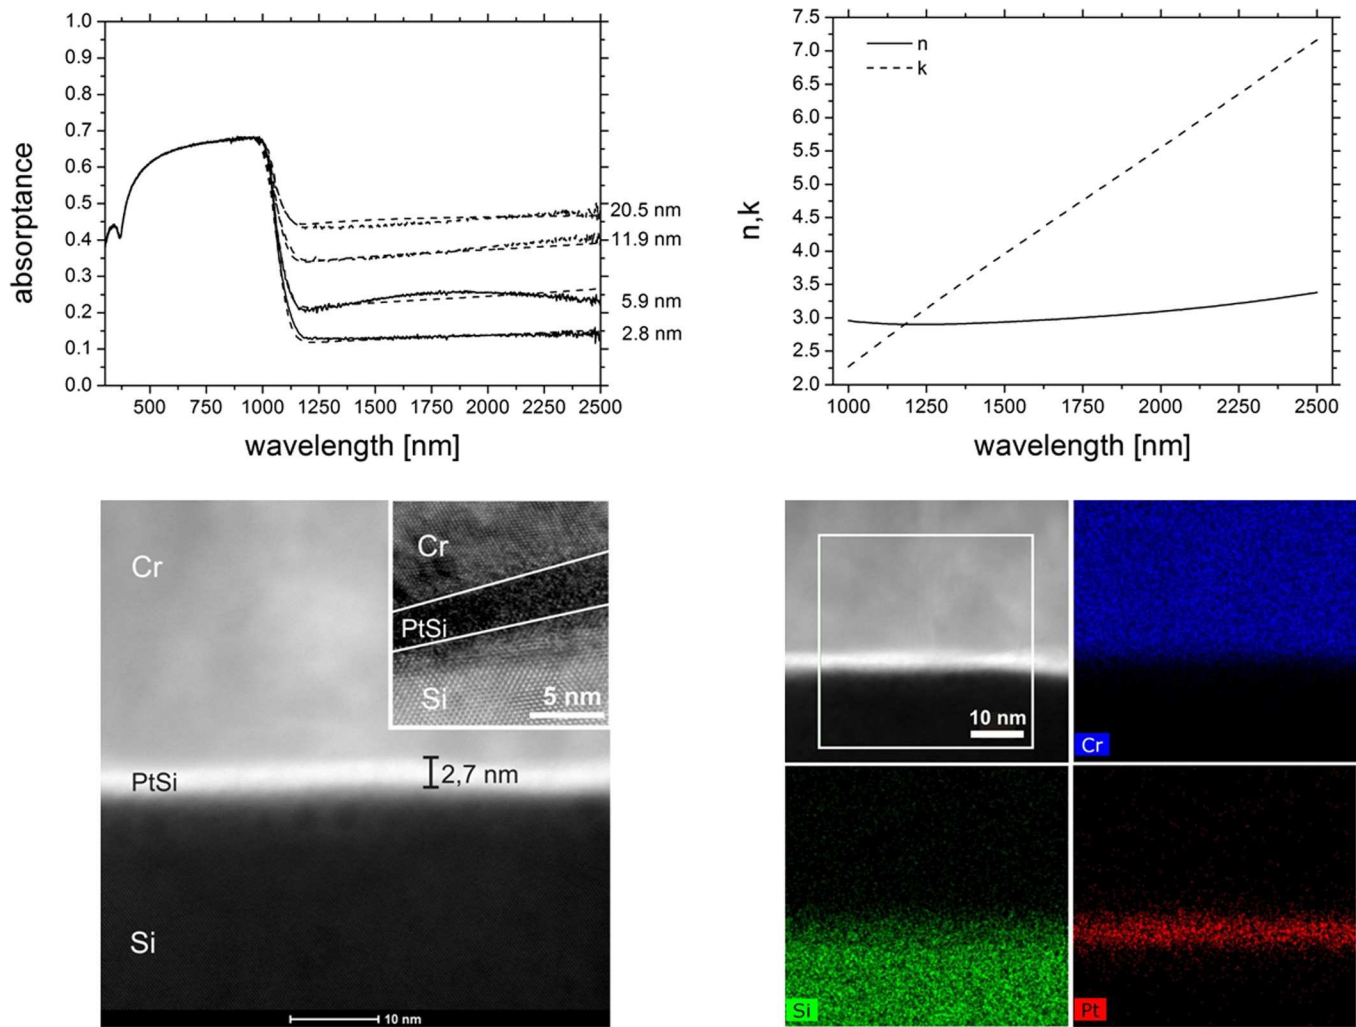 absorptance
1.0
0.9
0.8
0.7
0.6
0.5
0.4
0.3
0.2
0.1
0.0
20.5 nm
11.9 nm
5.9 nm
2.8 nm
500 750 1000 1250 1500 1750 2000 2250 2500
wavelength [nm]
n,k
7.5
7.0
6.5
6.0
5.5
5.0
4.5
4.0
3.5
3.0
2.5
2.0
n
k
1000 1250 1500 1750 2000 2250 2500
wavelength [nm]
Cr
Cr
PtSi
Si
5 nm
PtSi
2,7 nm
Si
10 nm
10 nm
Cr
Si
Pt